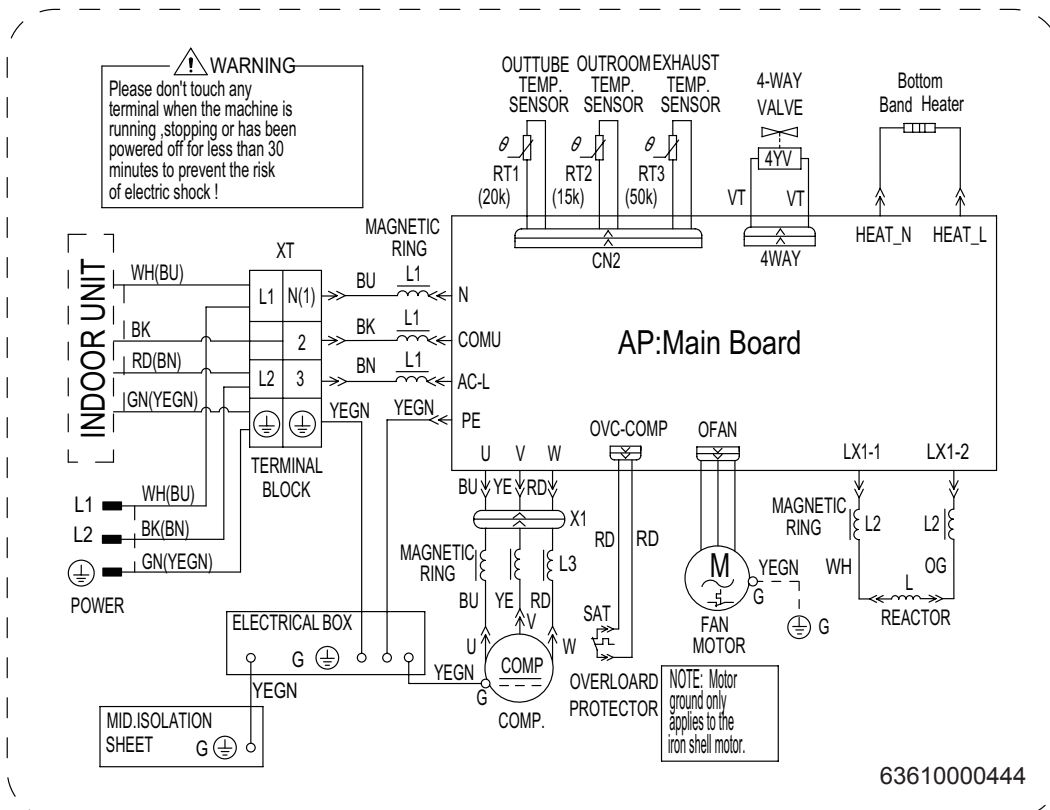 WARNING
Please don't touch any
terminal when the machine is
running ,stopping or has been
powered off for less than 30
minutes to prevent the risk
of electric shock !
OUTTUBE
TEMP.
SENSOR
OUTROOM
TEMP.
SENSOR
EXHAUST
TEMP.
SENSOR
4-WAY
VALVE
Bottom
Band Heater
θ
θ
θ
RT1
(20k)
RT2
(15k)
RT3
(50k)
4YV
VT
VT
CN2
4WAY
HEAT_N
HEAT_L
MAGNETIC
RING
INDOOR UNIT
XT
WH(BU)
BK
RD(BN)
GN(YEGN)
L1
N(1)
2
L2
3
BU
L1
N
BK
L1
COMU
BN
L1
AC-L
YEGN
YEGN
PE
AP:Main Board
TERMINAL
BLOCK
U
V
W
OVC-COMP
OFAN
LX1-1
LX1-2
L1
WH(BU)
L2
BK(BN)
GN(YEGN)
POWER
BU
YE
RD
X1
MAGNETIC
RING
L3
BU
YE
RD
RD
RD
MAGNETIC
RING
L2
L2
WH
OG
L
REACTOR
M
YEGN
G
G
FAN
MOTOR
ELECTRICAL BOX
G
YEGN
YEGN
MID.ISOLATION
SHEET
G
U
V
W
COMP
G
COMP.
SAT
OVERLOARD
PROTECTOR
NOTE: Motor
ground only
applies to the
iron shell motor.
63610000444